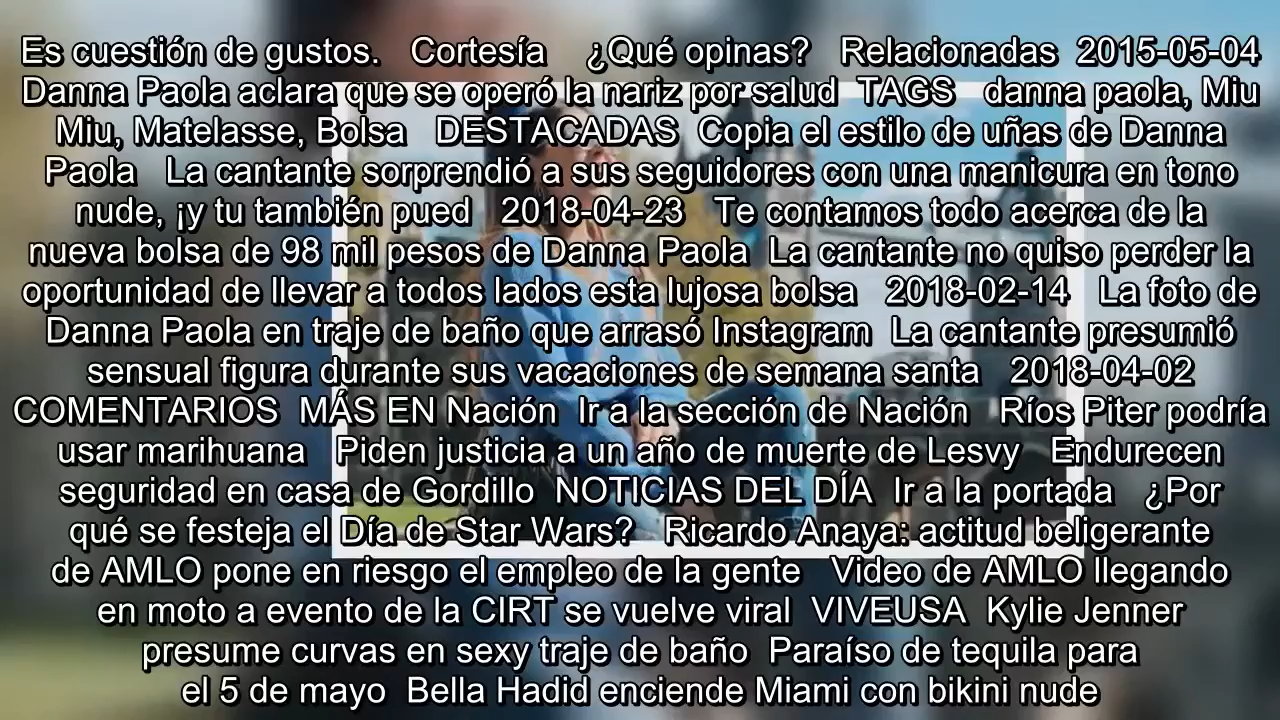 Es cuestión de gustos. Cortesía ¿Qué opinas? Relacionadas 2015-05-04
Danna Paola aclara que se operó la nariz por salud TAGS danna paola, Miu
Miu, Matelasse, Bolsa DESTACADAS Copia el estilo de uñas de Danna
Paola La cantante sorprendió a sus seguidores con una manicura en tono
nude, ¡y tu también pued 2018-04-23 Te contamos todo acerca de la
nueva bolsa de 98 mil pesos de Danna Paola La cantante no quiso perder la
oportunidad de llevar a todos lados esta lujosa bolsa 2018-02-14 La foto de
Danna Paola en traje de baño que arrasó Instagram La cantante presumió
sensual figura durante sus vacaciones de semana santa 2018-04-02
COMENTARIOS MÁS EN Nación Ir a la sección de Nación Ríos Piter podría
usar marihuana Piden justicia a un año de muerte de Lesvy Endurecen
seguridad en casa de Gordillo NOTICIAS DEL DÍA Ir a la portada ¿Por
qué se festeja el Día de Star Wars? Ricardo Anaya: actitud beligerante
de AMLO pone en riesgo el empleo de la gente Video de AMLO llegando
en moto a evento de la CIRT se vuelve viral VIVEUSA Kylie Jenner
presume curvas en sexy traje de baño Paraíso de tequila para
el 5 de mayo Bella Hadid enciende Miami con bikini nude